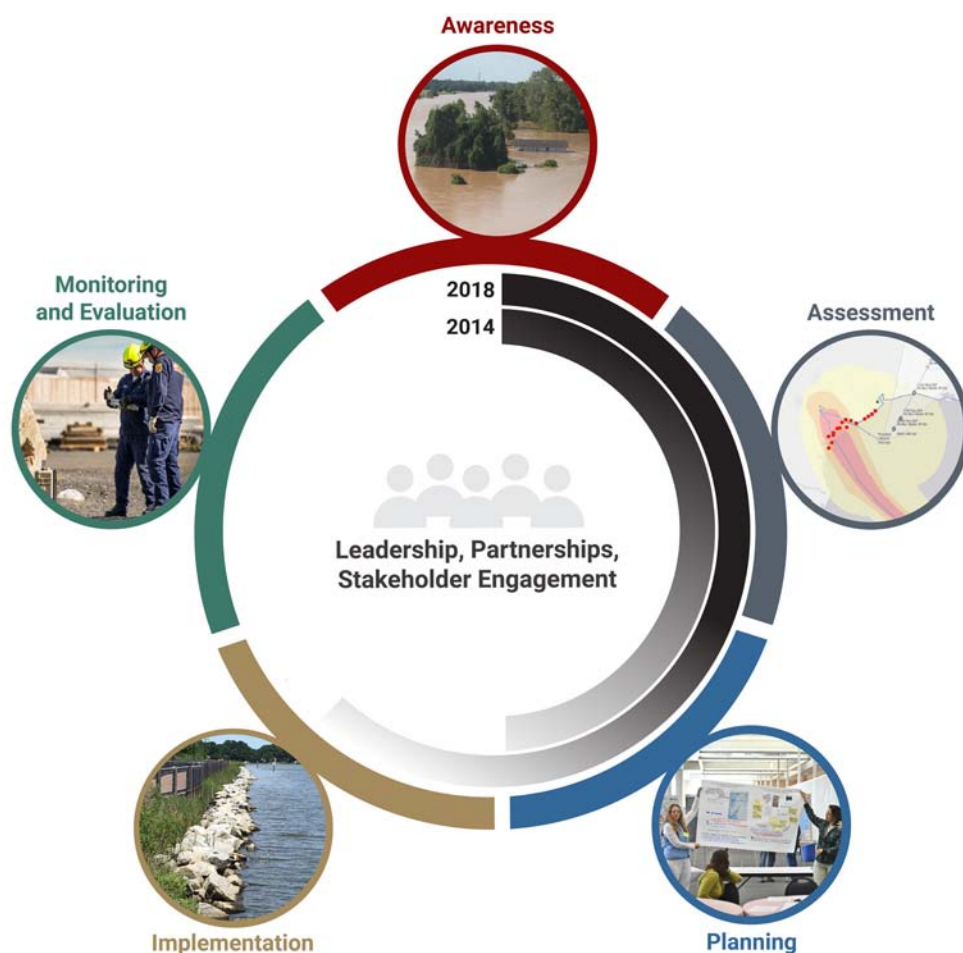 Awareness
Monitoring
and Evaluation
2018
2014
Assessment
Leadership, Partnerships,
Stakeholder Engagement
Implementation
Planning